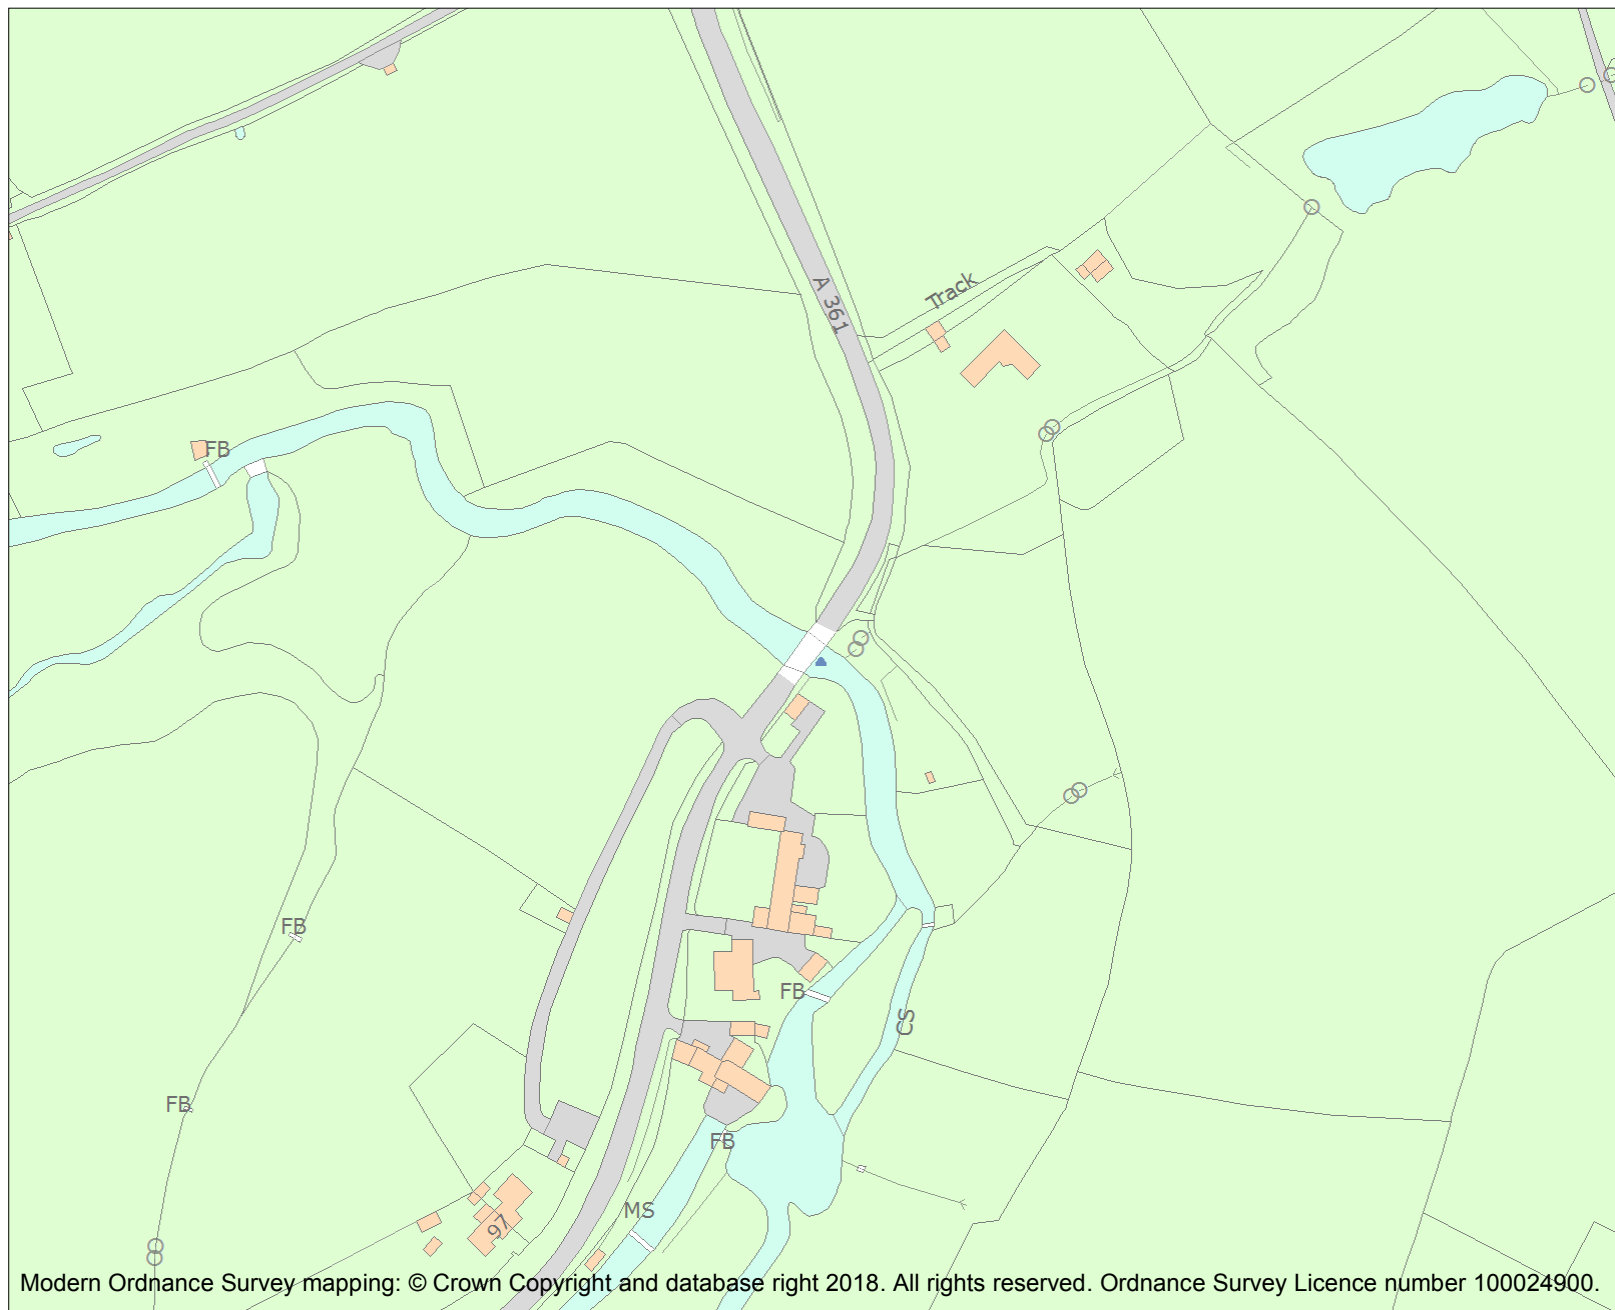 Track
A 361
FB
FB
FB
CS
FB
FB
MS
97
Modern Ordnance Survey mapping: © Crown Copyright and database right 2018. All rights reserved. Ordnance Survey Licence number 100024900.